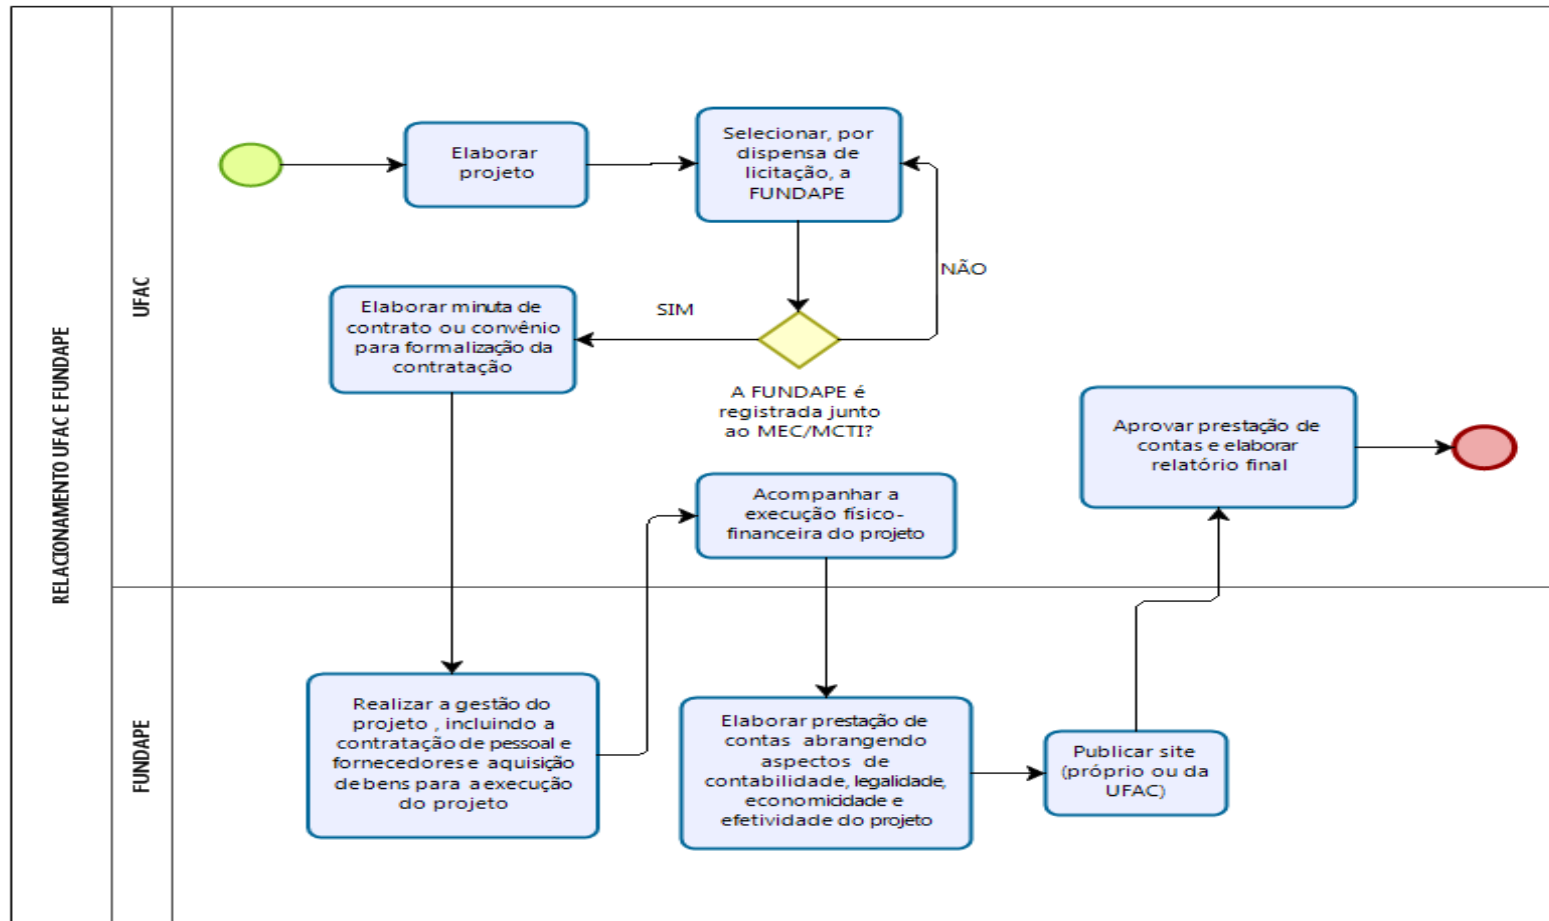 RELACIONAMENTO UFAC E FUNDAPE
UFAC
Elaborar
projeto
Selecionar, por
dispensa de
licitação, a
FUNDAPE
NÃO
SIM
Elaborar minuta de
contrato ou convênio
para formalização da
contratação
A FUNDAPE é
registrada junto
ao MEC/MCTI?
Aprovar prestação de
contas e elaborar
relatório final
Acompanhar a
execução físico-
financeira do projeto
FUNDAPE
Realizar a gestão do
projeto , incluindo a
contratação de pessoal e
fornecedores e aquisição
de bens para a execução
do projeto
Elaborar prestação de
contas abrangendo
aspectos de
contabilidade, legalidade,
economicidade e
efetividade do projeto
Publicar site
(próprio ou da
UFAC)